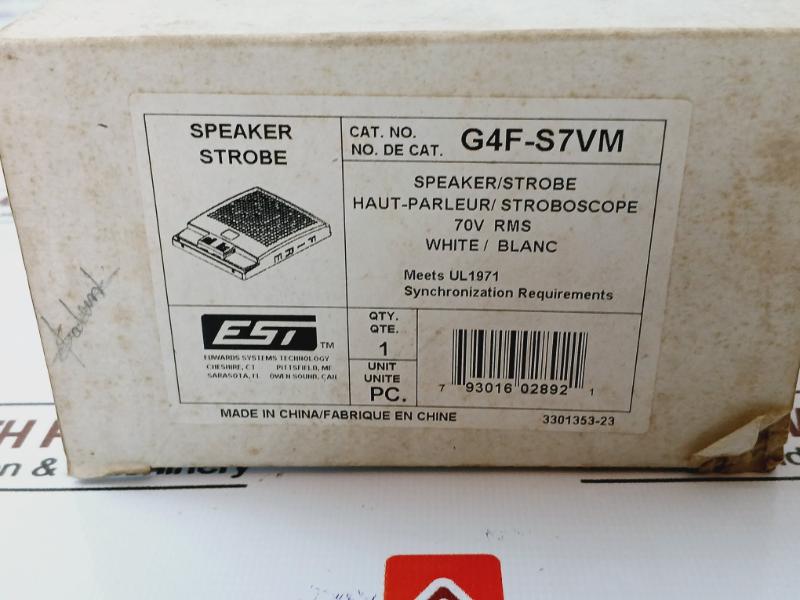 SPEAKER
STROBE
CAT. NO.
NO. DE CAT.
G4F-S7VM
SPEAKER/STROBE
HAUT-PARLEUR/ STROBOSCOPE
70V RMS
WHITE / BLANC
Meets UL1971
Synchronization Requirements
FIRE
EST TM
EDWARDS SYSTEMS TECHNOLOGY
CHESHIRE, CT PITTSFIELD, ME
SARASOTA, FL OWEN SOUND, CAN
QTY.
QTE.
1
UNIT
UNITE
PC.
7 93016 02892 1
MADE IN CHINA/FABRIQUE EN CHINE
3301353-23